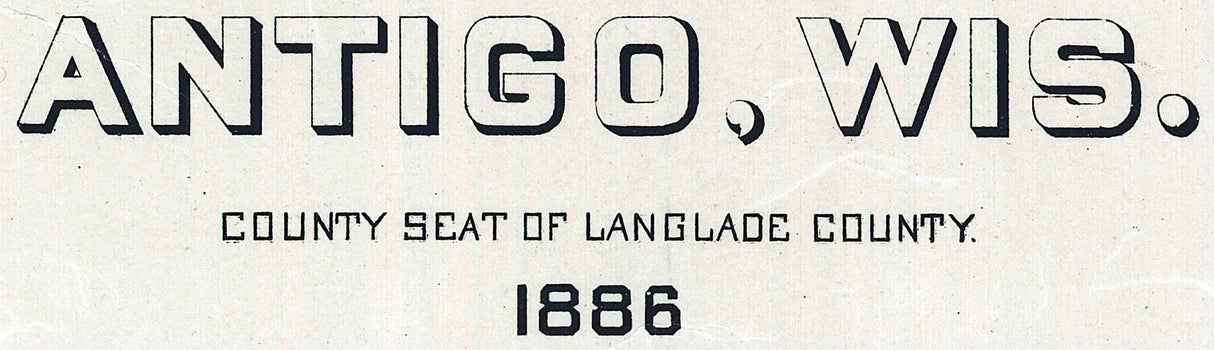 ANTIGO, WIS.
COUNTY SEAT OF LANGLADE COUNTY.
1886